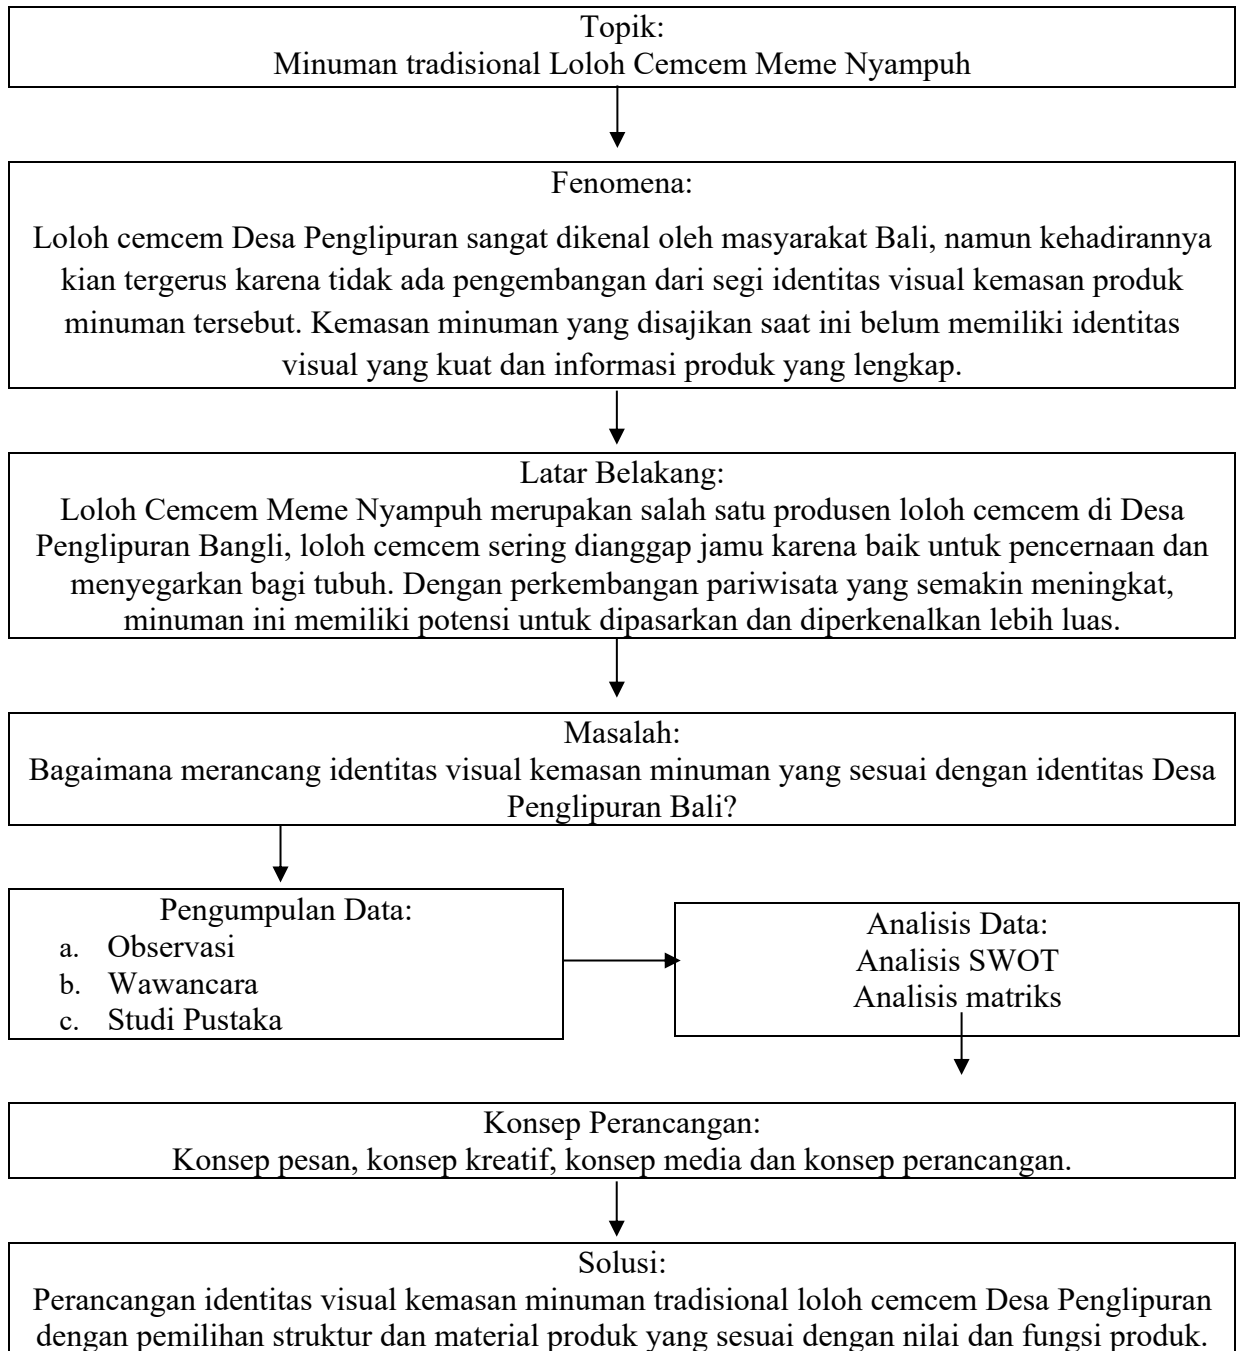 Topik:
Minuman tradisional Loloh Cemcem Meme Nyampuh
Fenomena:
Loloh cemcem Desa Penglipuran sangat dikenal oleh masyarakat Bali, namun kehadirannya
kian tergerus karena tidak ada pengembangan dari segi identitas visual kemasan produk
minuman tersebut. Kemasan minuman yang disajikan saat ini belum memiliki identitas
visual yang kuat dan informasi produk yang lengkap.
Latar Belakang:
Loloh Cemcem Meme Nyampuh merupakan salah satu produsen loloh cemcem di Desa
Penglipuran Bangli, loloh cemcem sering dianggap jamu karena baik untuk pencernaan dan
menyegarkan bagi tubuh. Dengan perkembangan pariwisata yang semakin meningkat,
minuman ini memiliki potensi untuk dipasarkan dan diperkenalkan lebih luas.
Masalah:
Bagaimana merancang identitas visual kemasan minuman yang sesuai dengan identitas Desa
Penglipuran Bali?
Pengumpulan Data:
a. Observasi
b. Wawancara
c. Studi Pustaka
Analisis Data:
Analisis SWOT
Analisis matriks
Konsep Perancangan:
Konsep pesan, konsep kreatif, konsep media dan konsep perancangan.
Solusi:
Perancangan identitas visual kemasan minuman tradisional loloh cemcem Desa Penglipuran
dengan pemilihan struktur dan material produk yang sesuai dengan nilai dan fungsi produk.